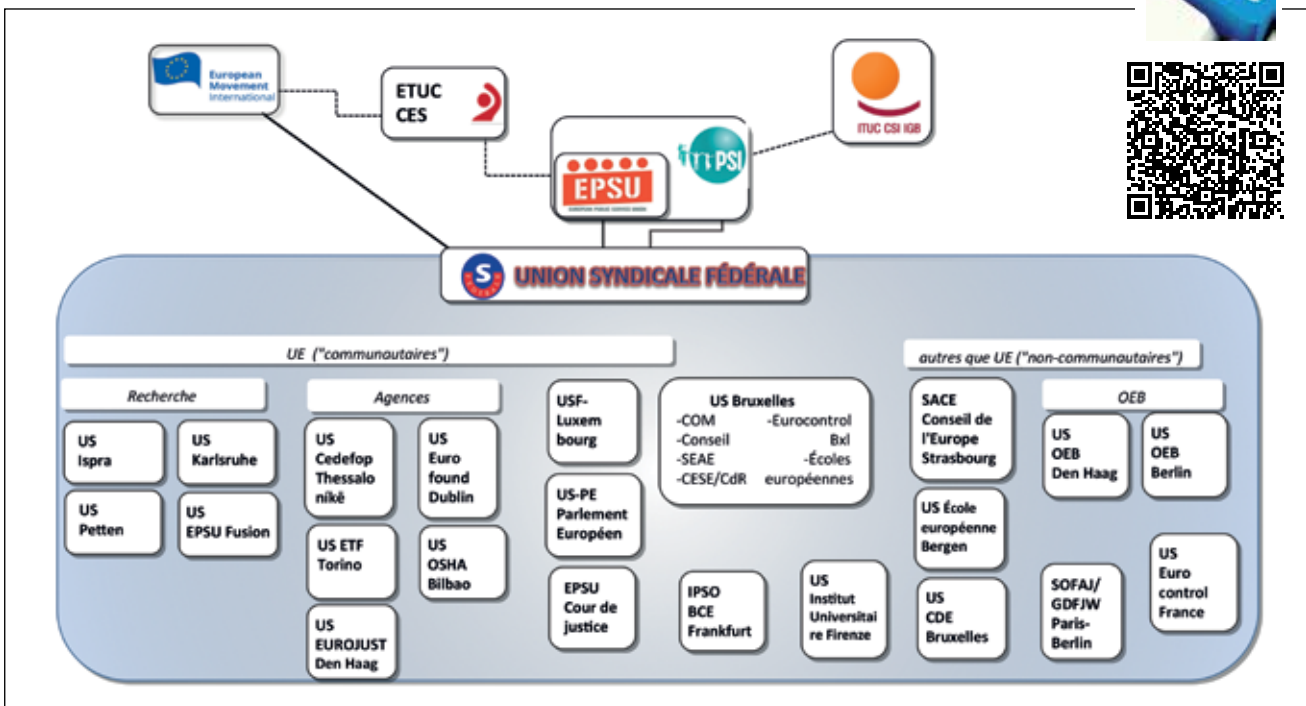 European
Movement
International
ETUC
CES
ITUC CSI IGB
PSI
EPSU
EUROPEAN PUBLIC SERVICE UNION
S
FÉDÉRALE
UNION SYNDICALE FÉDÉRALE
UE ("communautaires")
autres que UE ("non-communautaires")
Recherche
Agences
OEB
US
Ispra
US
Karlsruhe
US
Petten
US
EPSU Fusion
US
Cedefop
Thessalo
nikē
US
Euro
found
Dublin
US ETF
Torino
US
OSHA
Bilbao
US
EUROJUST
Den Haag
USF-
Luxem
bourg
US-PE
Parlement
Européen
EPSU
Cour de
justice
US Bruxelles
-COM -Eurocontrol
-Conseil Bxl
-SEAE -Écoles
-CESE/CdR européennes
IPSO
BCE
Frankfurt
US
Institut
Universitai
re Firenze
SACE
Conseil de
l'Europe
Strasbourg
US École
européenne
Bergen
US
CDE
Bruxelles
US
OEB
Den Haag
US
OEB
Berlin
SOFAJ/
GDFJW
Paris-
Berlin
US
Euro
control
France